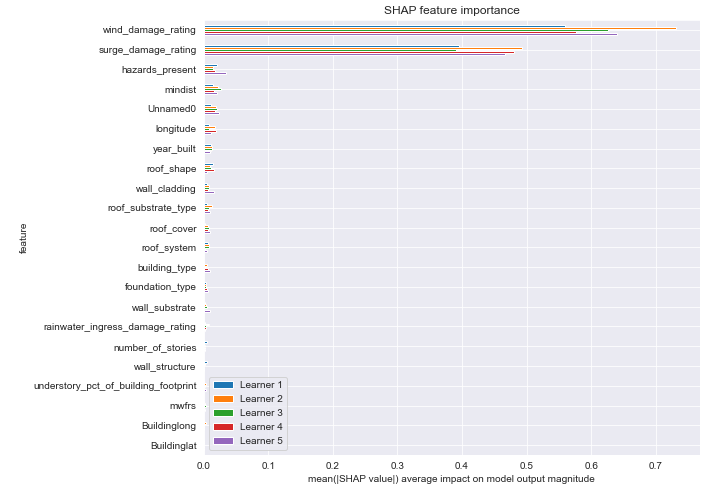 SHAP feature importance
wind_damage_rating
surge_damage_rating
hazards_present
mindist
Unnamed0
longitude
year_built
roof_shape
wall_cladding
roof_substrate_type
roof_cover
roof_system
building_type
foundation_type
wall_substrate
rainwater_ingress_damage_rating
number_of_stories
wall_structure
understory_pct_of_building_footprint
mwfrs
Buildinglong
Buildinglat
feature
Learner 1
Learner 2
Learner 3
Learner 4
Learner 5
0.0 0.1 0.2 0.3 0.4 0.5 0.6 0.7
mean(|SHAP value|) average impact on model output magnitude